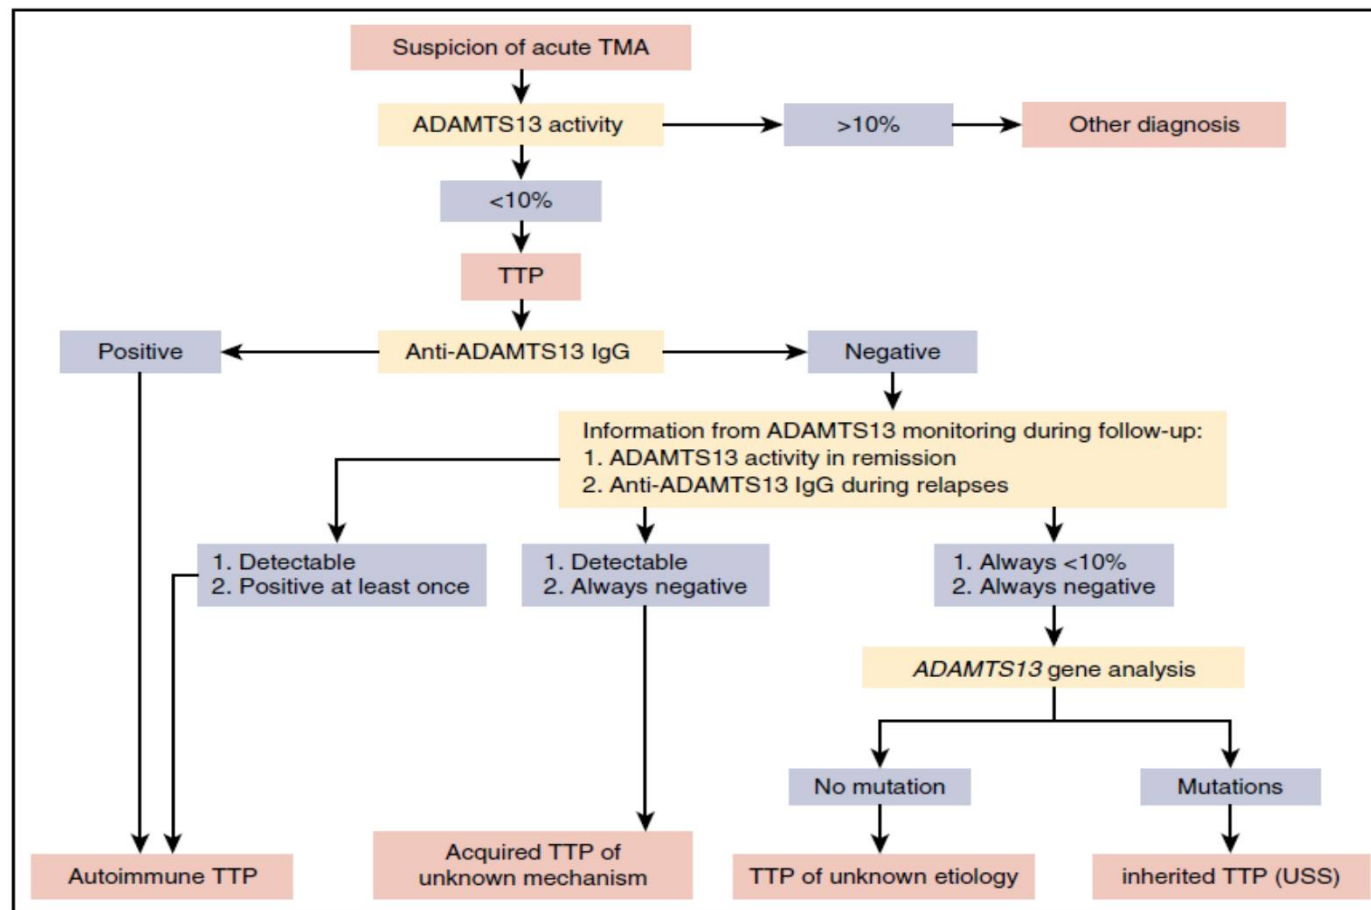 Suspicion of acute TMA
ADAMTS13 activity
>10%
Other diagnosis
<10%
TTP
Positive
Anti-ADAMTS13 IgG
Negative
Information from ADAMTS13 monitoring during follow-up:
1. ADAMTS13 activity in remission
2. Anti-ADAMTS13 IgG during relapses
1. Detectable
2. Positive at least once
1. Detectable
2. Always negative
1. Always <10%
2. Always negative
ADAMTS13 gene analysis
No mutation
Mutations
Autoimmune TTP
Acquired TTP of
unknown mechanism
TTP of unknown etiology
inherited TTP (USS)